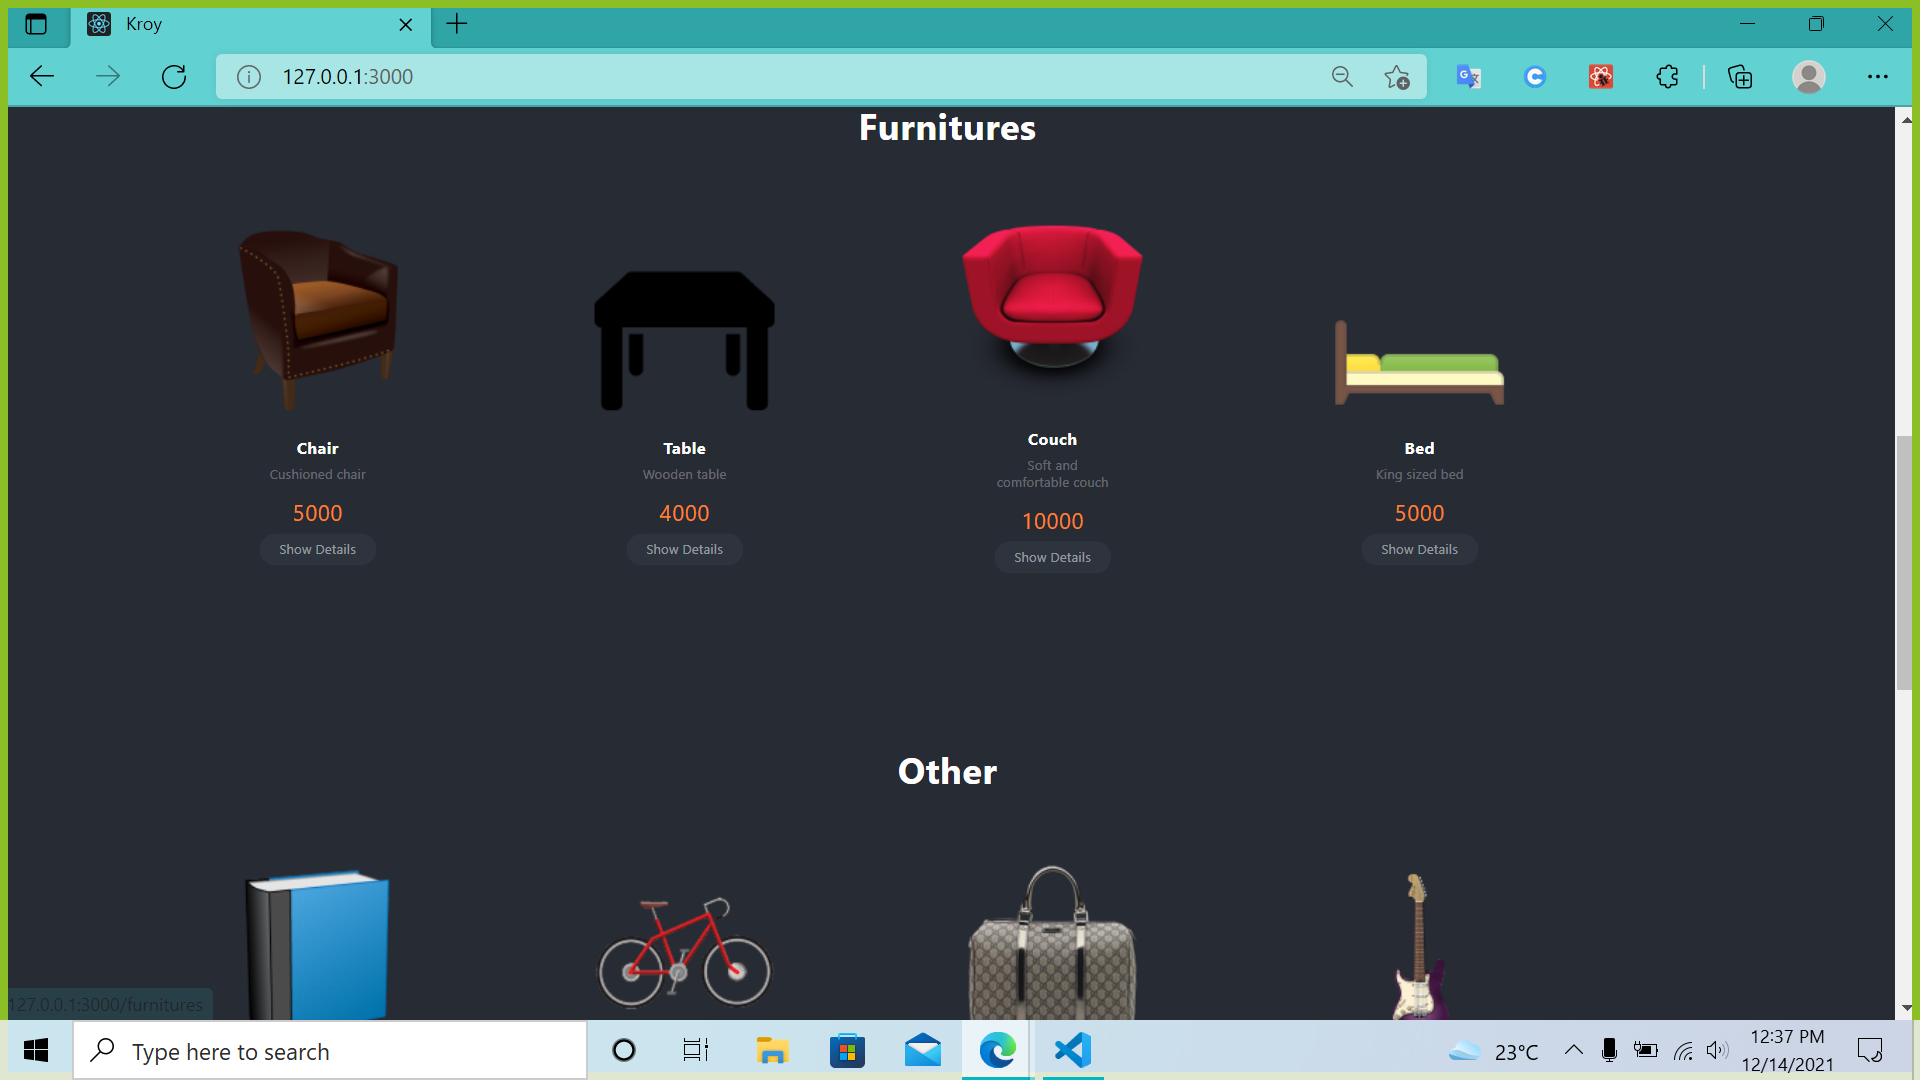 Kroy
127.0.0.1:3000
Furnitures
Chair
Cushioned chair
5000
Show Details
Table
Wooden table
4000
Show Details
Couch
Soft and
comfortable couch
10000
Show Details
Bed
King sized bed
5000
Show Details
Other
127.0.0.1:3000/furnitures
Type here to search
23°C
12:37 PM
12/14/2021